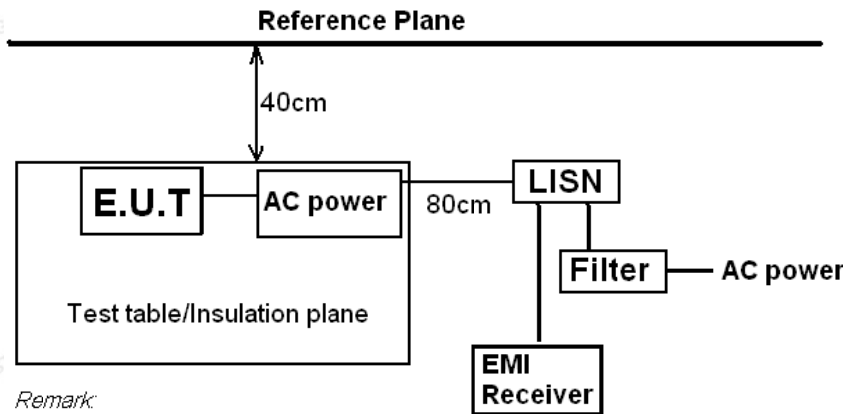 Reference Plane
40cm
E.U.T
AC power
80cm
LISN
Filter
AC power
Test table/Insulation plane
EMI
Receiver
Remark: